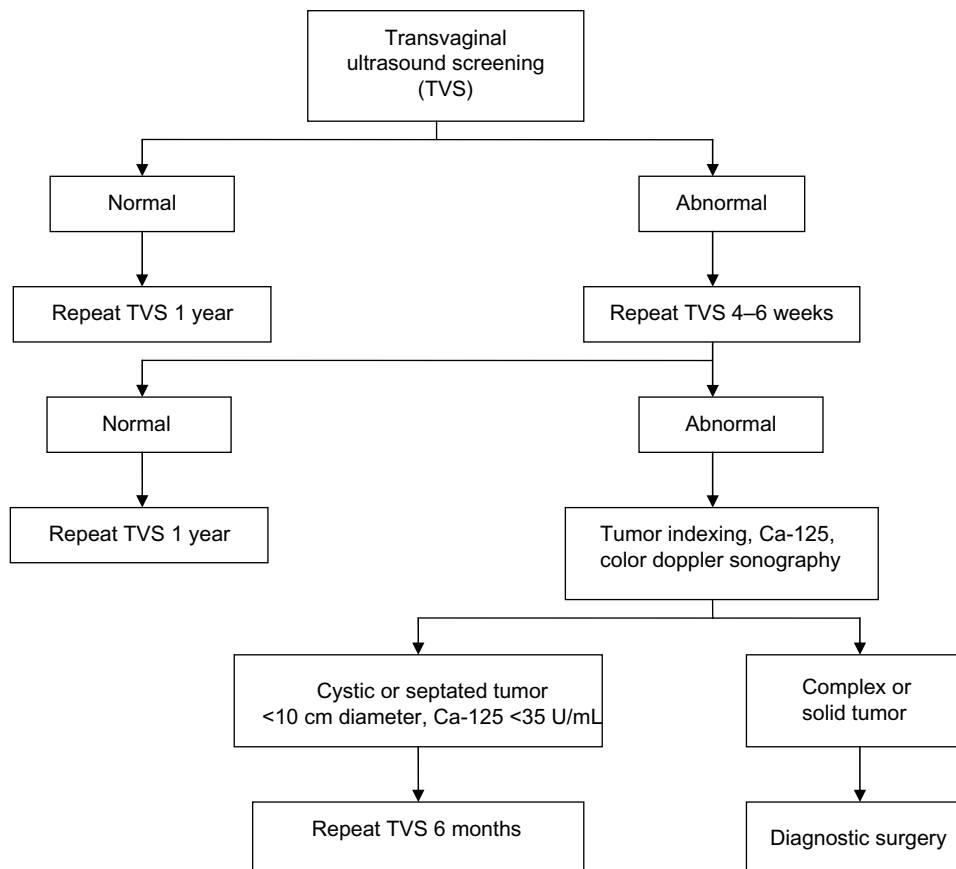 Transvaginal
ultrasound screening
(TVS)
Normal
Abnormal
Repeat TVS 1 year
Repeat TVS 4–6 weeks
Normal
Abnormal
Repeat TVS 1 year
Tumor indexing, Ca-125,
color doppler sonography
Cystic or septated tumor
<10 cm diameter, Ca-125 <35 U/mL
Complex or
solid tumor
Repeat TVS 6 months
Diagnostic surgery